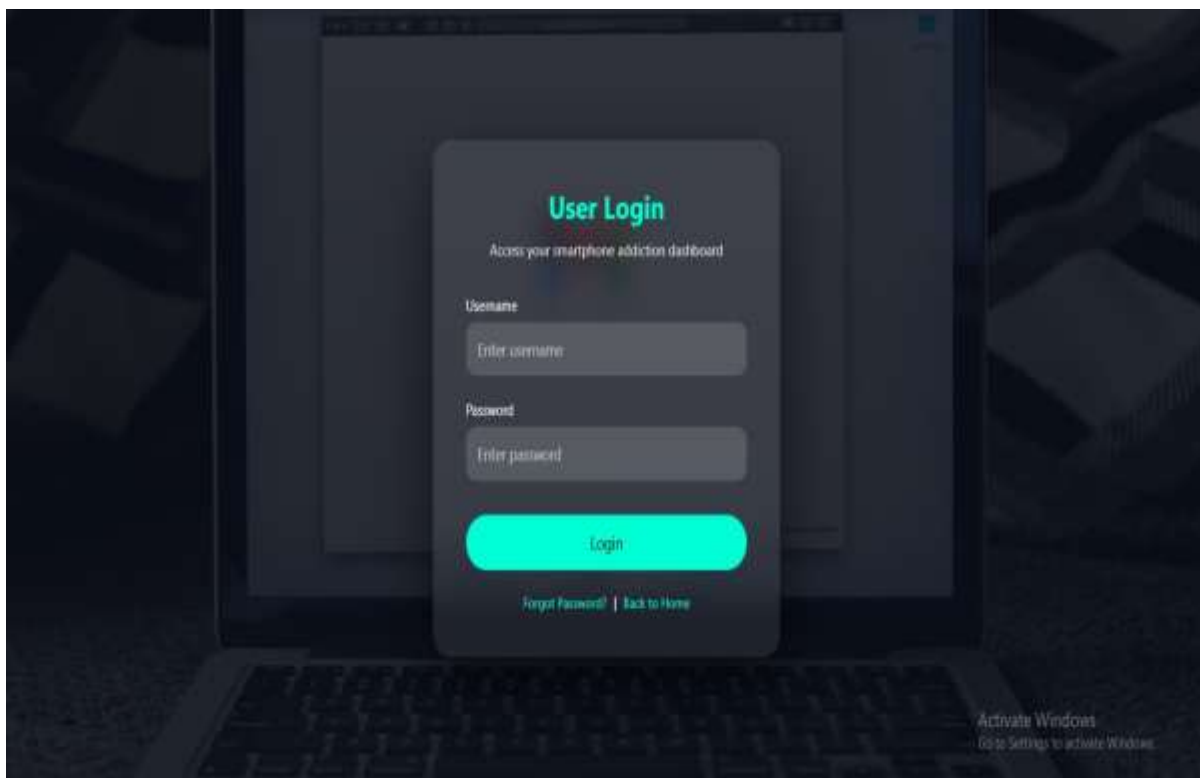 User Login
Access your smartphone addiction dashboard
Username
Enter username
Password
Enter password
Login
Forgot Password? | Back to Home
Activate Windows
Go to Settings to activate Windows.